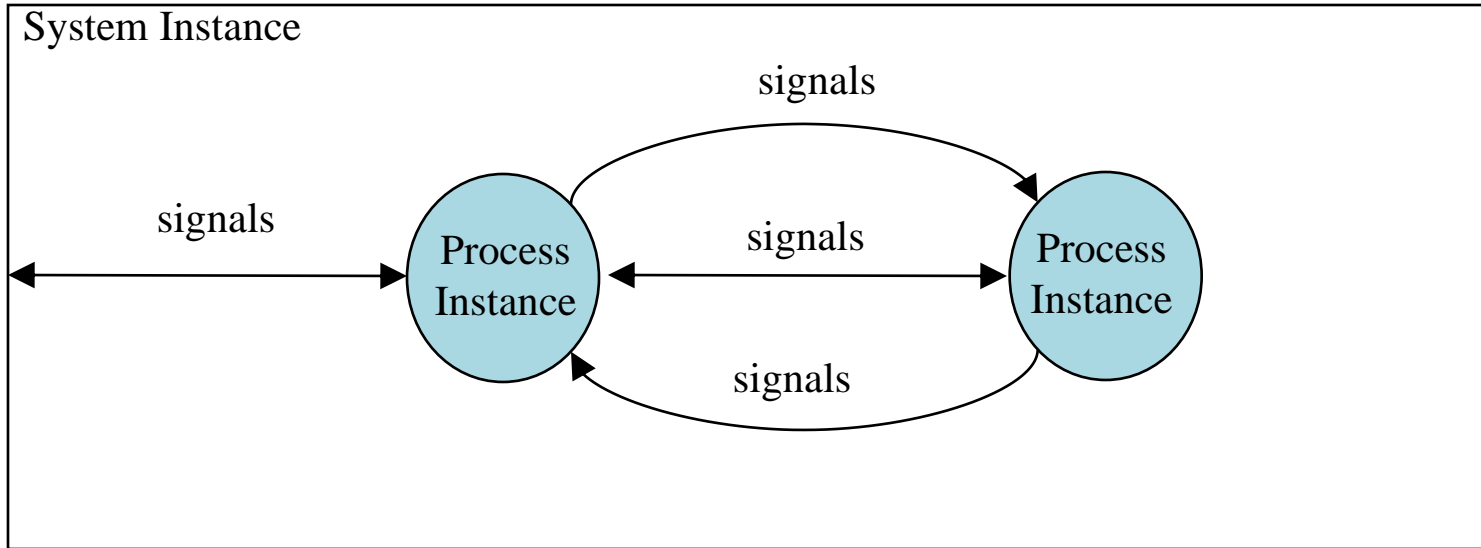 System Instance
signals
signals
signals
Process
Instance
Process
Instance
signals